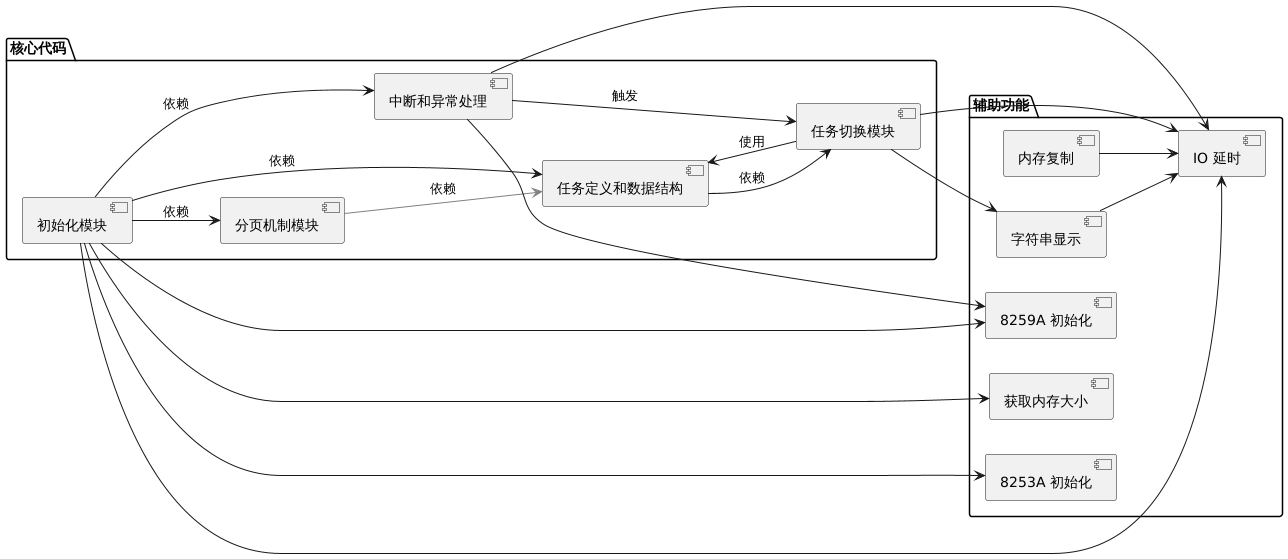 核心代码
依赖
中断和异常处理
触发
任务切换模块
依赖
使用
任务定义和数据结构
依赖
依赖
初始化模块
依赖
分页机制模块
辅助功能
内存复制
IO 延时
字符串显示
8259A 初始化
获取内存大小
8253A 初始化